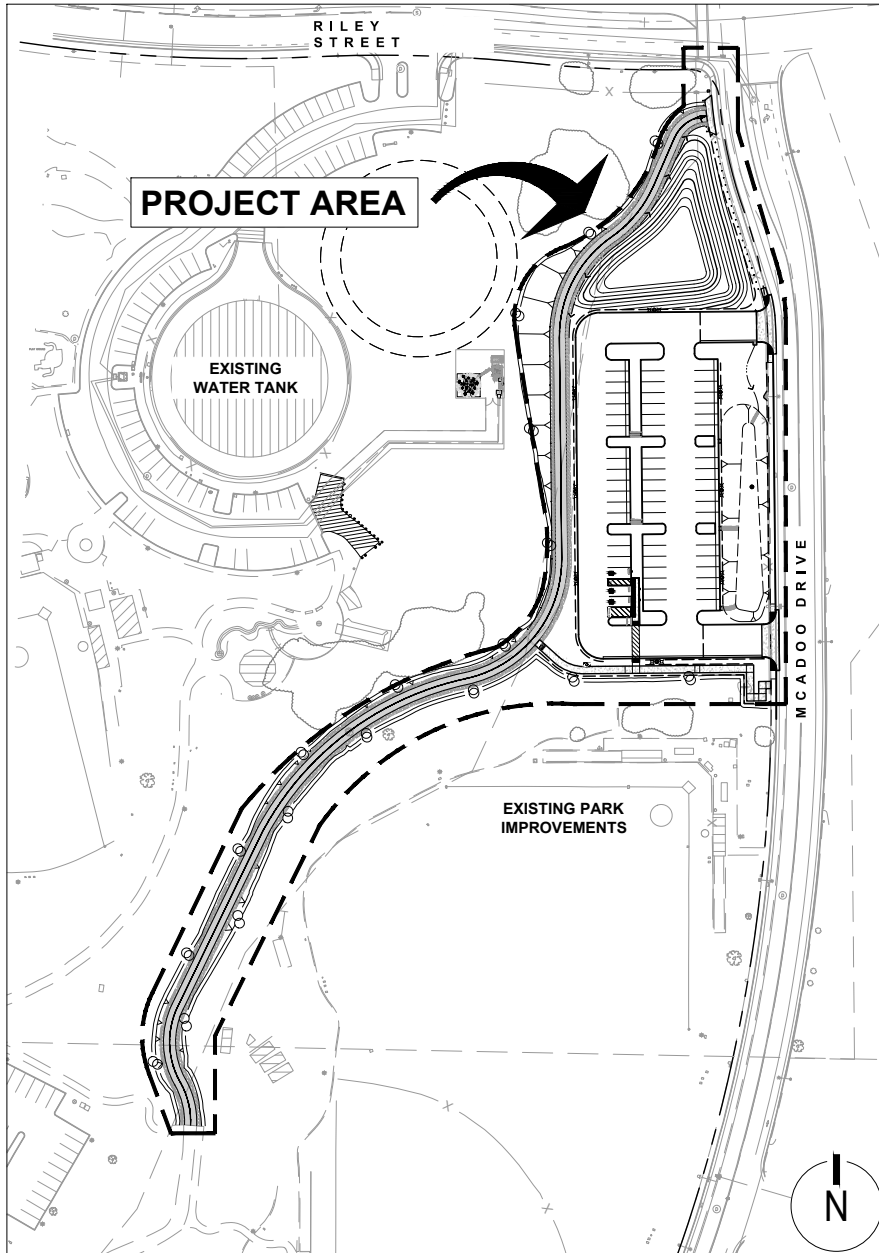 RILEY
STREET
PROJECT AREA
EXISTING
WATER TANK
MCADOO DRIVE
EXISTING PARK
IMPROVEMENTS
N